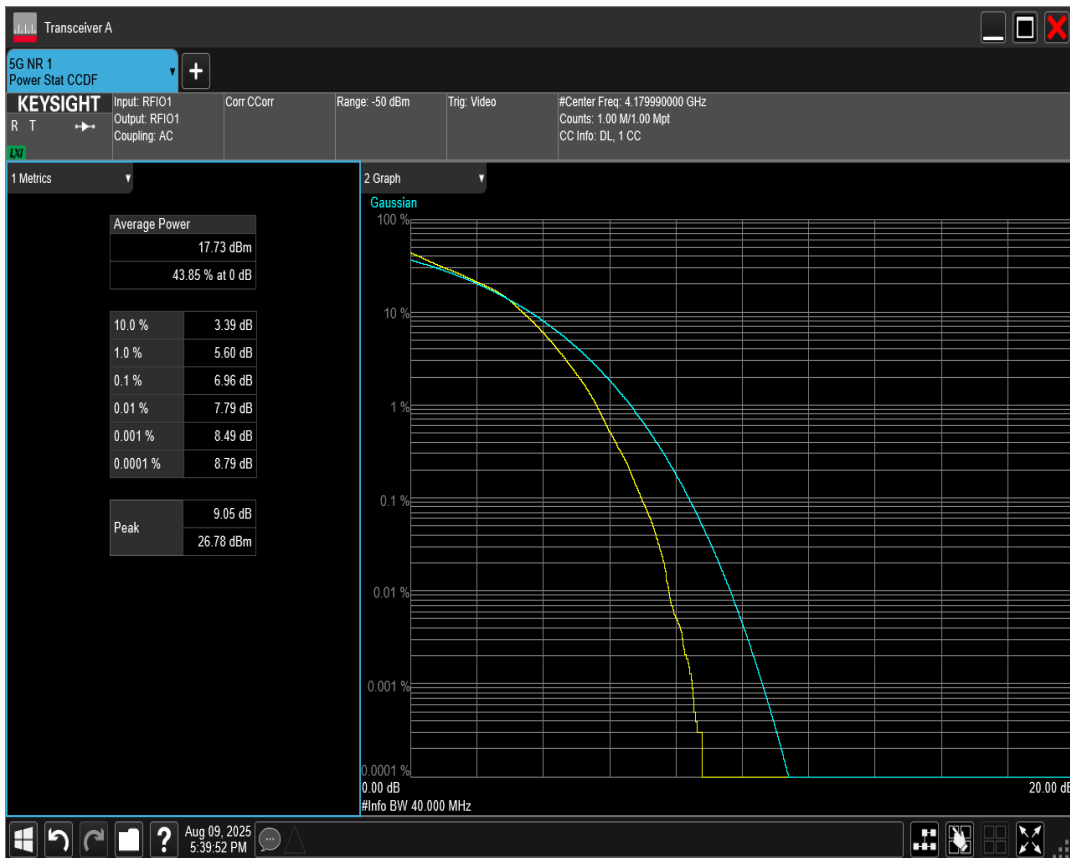 Transceiver A
5G NR 1
Power Stat CCDF
KEYSIGHT
R T
LXI
Input: RFIO1
Output: RFIO1
Coupling: AC
Corr CCorr
Range: -50 dBm
Trig: Video
#Center Freq: 4.179990000 GHz
Counts: 1.00 M/1.00 Mpt
CC Info: DL, 1 CC
1 Metrics
Average Power
17.73 dBm
43.85 % at 0 dB
10.0 % 3.39 dB
1.0 % 5.60 dB
0.1 % 6.96 dB
0.01 % 7.79 dB
0.001 % 8.49 dB
0.0001 % 8.79 dB
Peak
9.05 dB
26.78 dBm
2 Graph
Gaussian
100 %
10 %
1 %
0.1 %
0.01 %
0.001 %
0.0001 %
0.00 dB 20.00 dB
#Info BW 40.000 MHz
?
Aug 09, 2025
5:39:52 PM